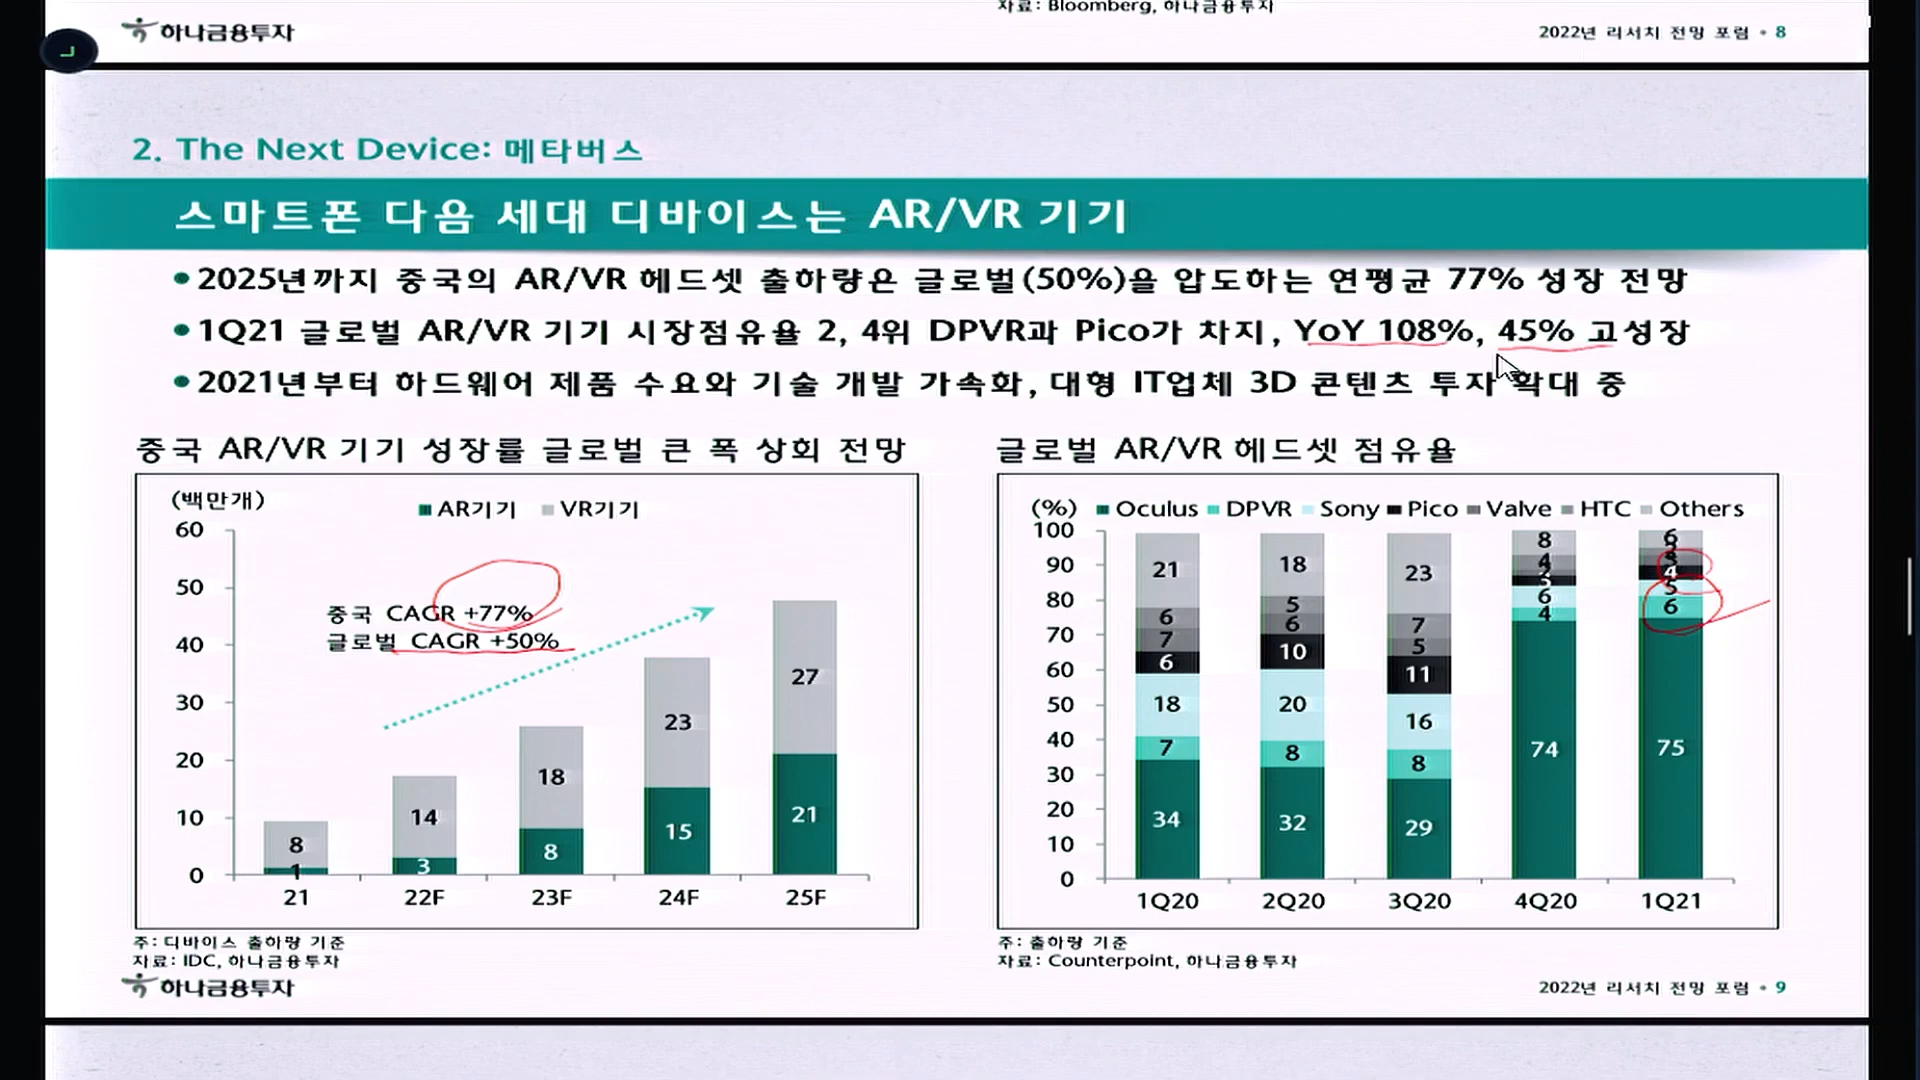 자료: Bloomberg, 하나금융투자
하나금융투자
2022년 리서치 전망 포럼 • 8
2. The Next Device: 메타버스
스마트폰 다음 세대 디바이스는 AR/VR 기기
•2025년까지 중국의 AR/VR 헤드셋 출하량은 글로벌(50%)을 압도하는 연평균 77% 성장 전망
•1Q21 글로벌 AR/VR 기기 시장점유율 2, 4위 DPVR과 Pico가 차지, YoY 108%, 45% 고성장
•2021년부터 하드웨어 제품 수요와 기술 개발 가속화, 대형 IT업체 3D 콘텐츠 투자 확대 중
중국 AR/VR 기기 성장률 글로벌 큰 폭 상회 전망
(백만개)
AR기기 VR기기
60
50
40
30
20
10
0
중국 CAGR +77%
글로벌 CAGR +50%
8 14 18 23 27
1 3 8 15 21
21 22F 23F 24F 25F
주: 디바이스 출하량 기준
자료: IDC, 하나금융투자
글로벌 AR/VR 헤드셋 점유율
(%) Oculus DPVR Sony Pico Valve HTC Others
100
90
80
70
60
50
40
30
20
10
0
21 18 23 8 6
6 5 7 4
7 6 5
6 10 11 3 4
18 20 16 6 5
7 8 8 4 6
34 32 29 74 75
1Q20 2Q20 3Q20 4Q20 1Q21
주: 출하량 기준
자료: Counterpoint, 하나금융투자
하나금융투자
2022년 리서치 전망 포럼 • 9